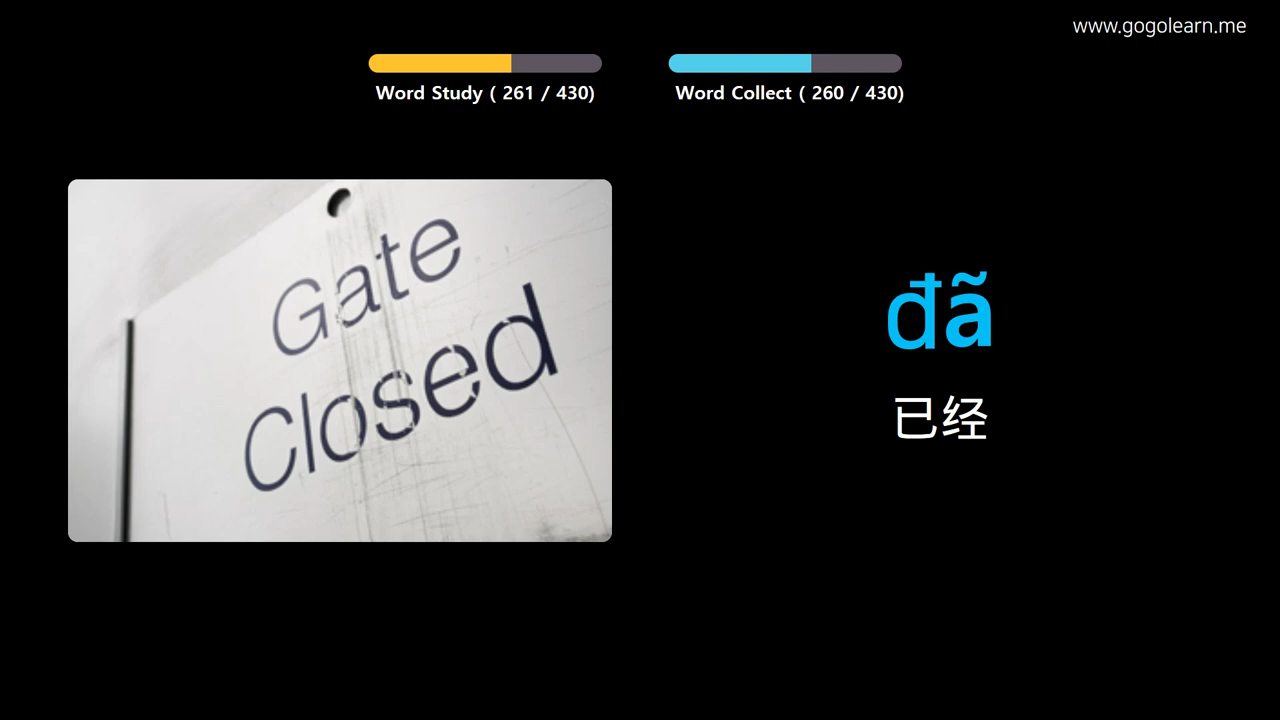 www.gogolearn.me
Word Study ( 261 / 430)
Word Collect ( 260 / 430)
Gate
Closed
đã
已经